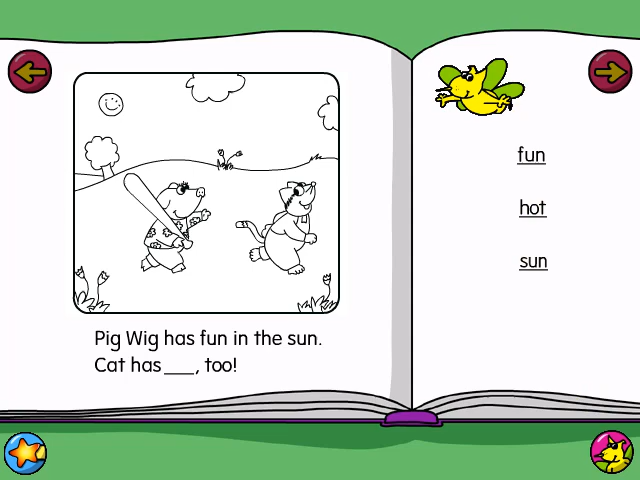 Pig Wig has fun in the sun.
Cat has ___, too!
fun
hot
sun